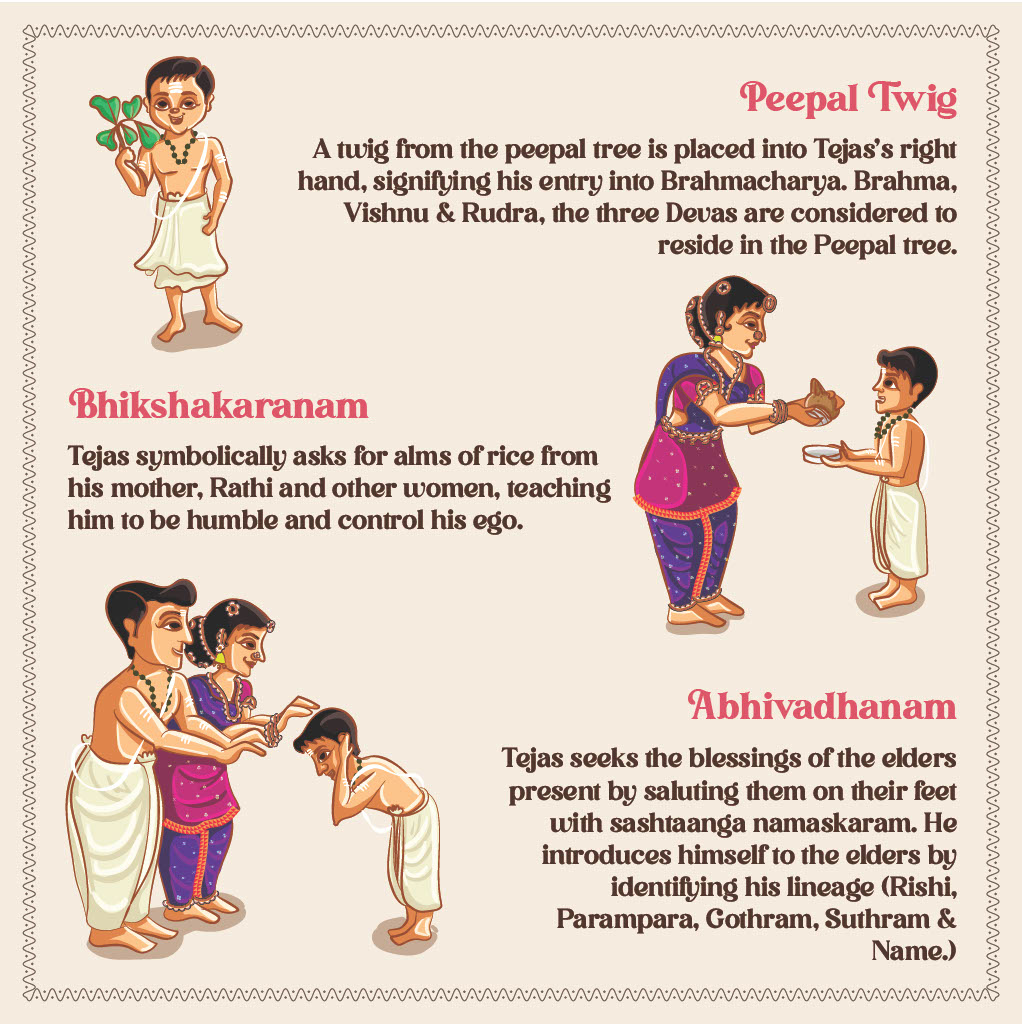 Peepal Twig
A twig from the peepal tree is placed into Tejas's right
hand, signifying his entry into Brahmacharya. Brahma,
Vishnu & Rudra, the three Devas are considered to
reside in the Peepal tree.
Bhikshakaranam
Tejas symbolically asks for alms of rice from
his mother, Rathi and other women, teaching
him to be humble and control his ego.
Abhivadhanam
Tejas seeks the blessings of the elders
present by saluting them on their feet
with sashtaanga namaskaram. He
introduces himself to the elders by
identifying his lineage (Rishi,
Parampara, Gothram, Suthram &
Name.)